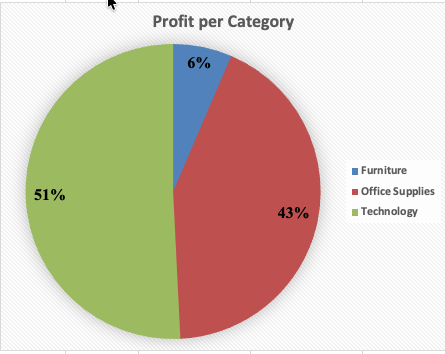 Profit per Category
6%
Furniture
Office Supplies
Technology
51%
43%